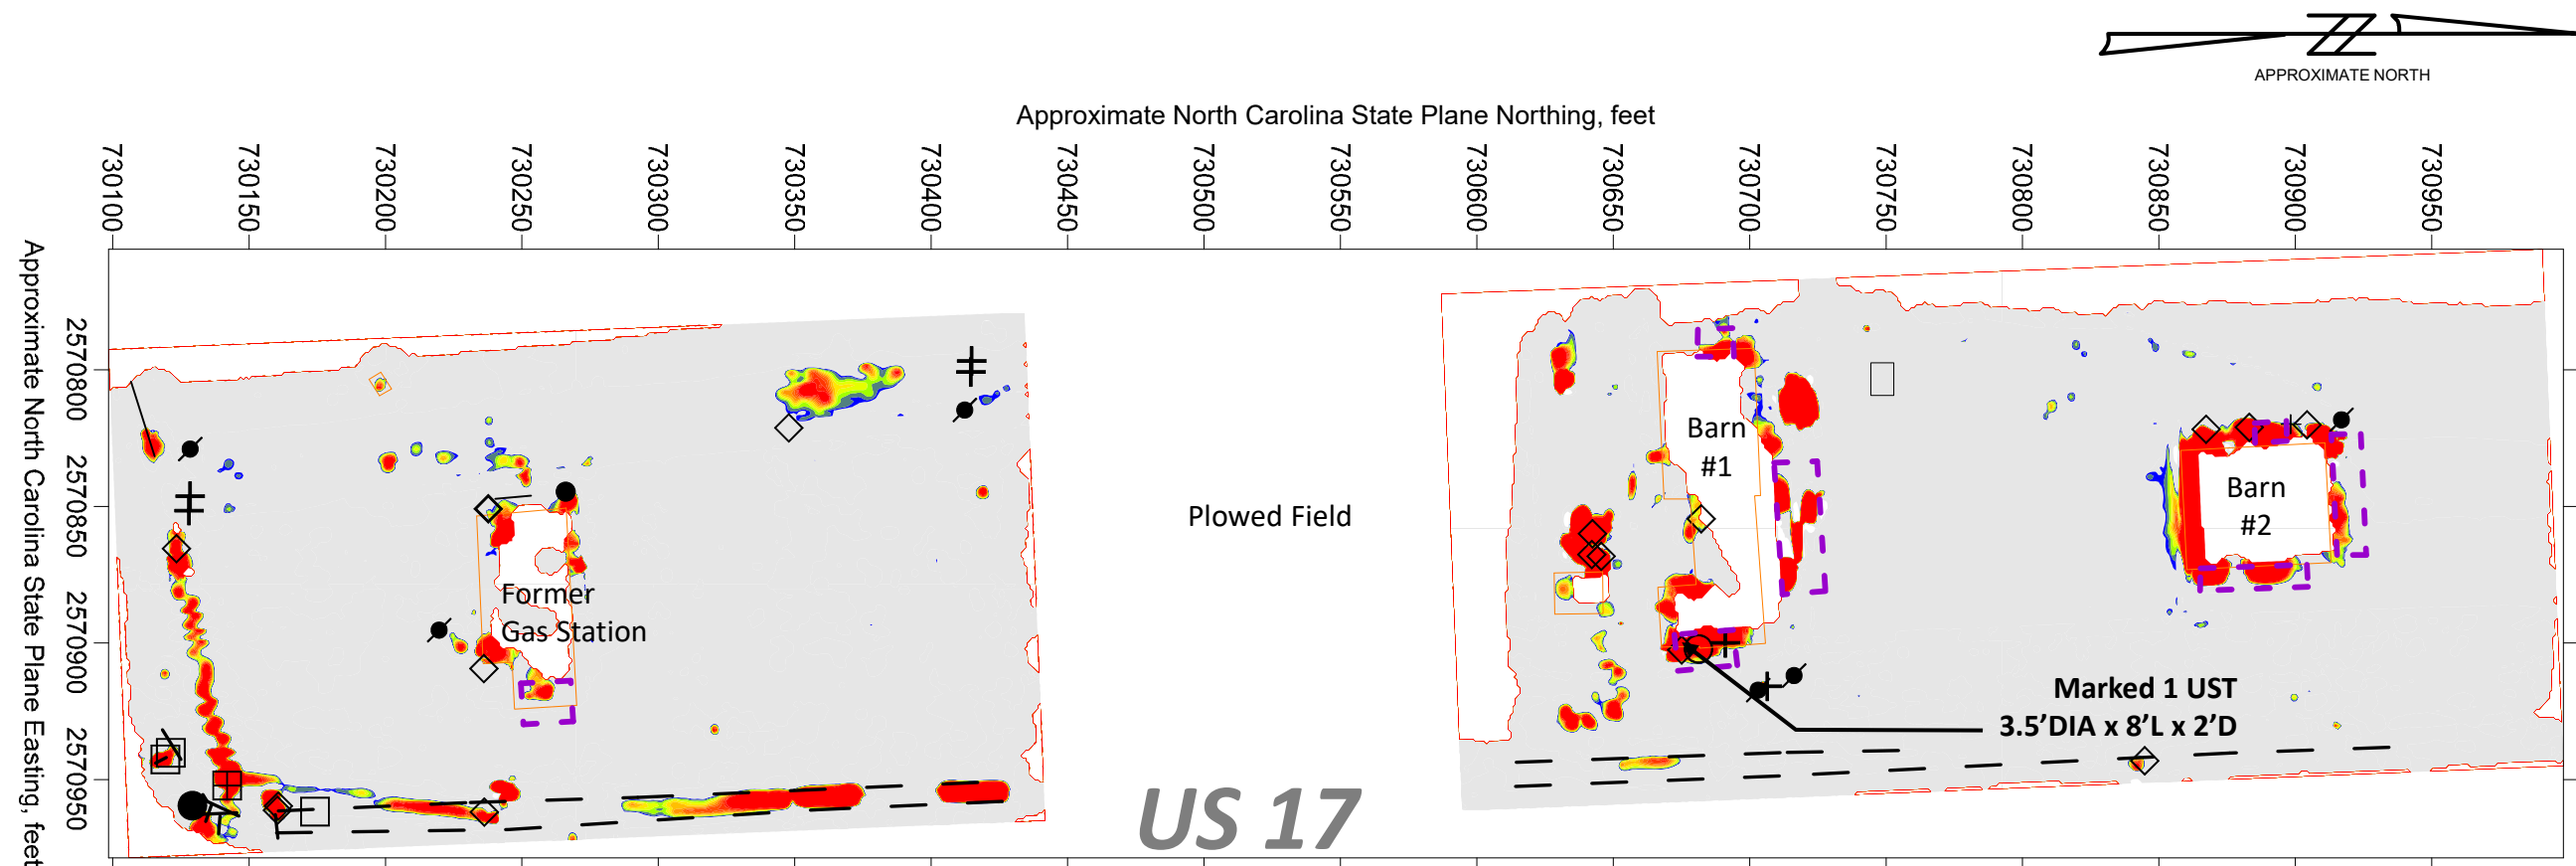 APPROXIMATE NORTH
Approximate North Carolina State Plane Northing, feet
730100
730150
730200
730250
730300
730350
730400
730450
730500
730550
730600
730650
730700
730750
730800
730850
730900
730950
Approximate North Carolina State Plane Easting, feet
2570800
2570850
2570900
2570950
Barn
#1
Barn
#2
Plowed Field
Former
Gas Station
Marked 1 UST
3.5’DIA x 8’L x 2’D
US 17